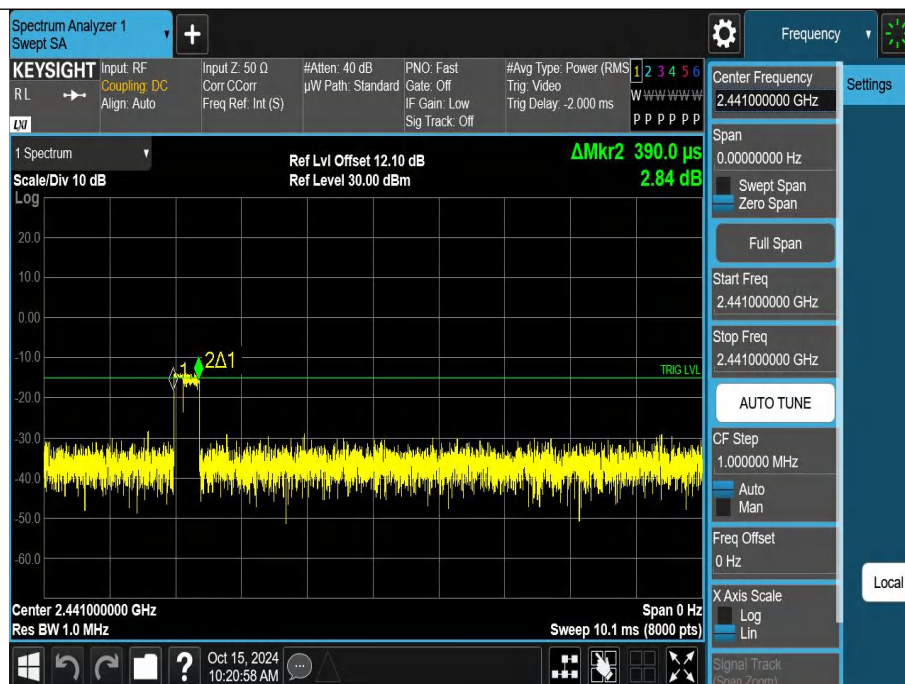 Spectrum Analyzer 1
Swept SA
Frequency
KEYSIGHT
RL
LXI
Input: RF
Coupling: DC
Align: Auto
Input Z: 50 Ω
Corr CCorr
Freq Ref: Int (S)
#Atten: 40 dB
µW Path: Standard
PNO: Fast
Gate: Off
IF Gain: Low
Sig Track: Off
#Avg Type: Power (RMS
Trig: Video
Trig Delay: -2.000 ms
1 2 3 4 5 6
W W W W W W
P P P P P P
1 Spectrum
Scale/Div 10 dB
Log
Ref Lvl Offset 12.10 dB
Ref Level 30.00 dBm
ΔMkr2 390.0 µs
2.84 dB
20.0
10.0
0.00
-10.0
-20.0
-30.0
-40.0
-50.0
-60.0
1
2Δ1
TRIG LVL
Center 2.441000000 GHz
Res BW 1.0 MHz
Span 0 Hz
Sweep 10.1 ms (8000 pts)
Oct 15, 2024
10:20:58 AM
?
Center Frequency
2.441000000 GHz
Span
0.00000000 Hz
Swept Span
Zero Span
Full Span
Start Freq
2.441000000 GHz
Stop Freq
2.441000000 GHz
AUTO TUNE
CF Step
1.000000 MHz
Auto
Man
Freq Offset
0 Hz
X Axis Scale
Log
Lin
Signal Track
(Span Zoom)
Settings
Local